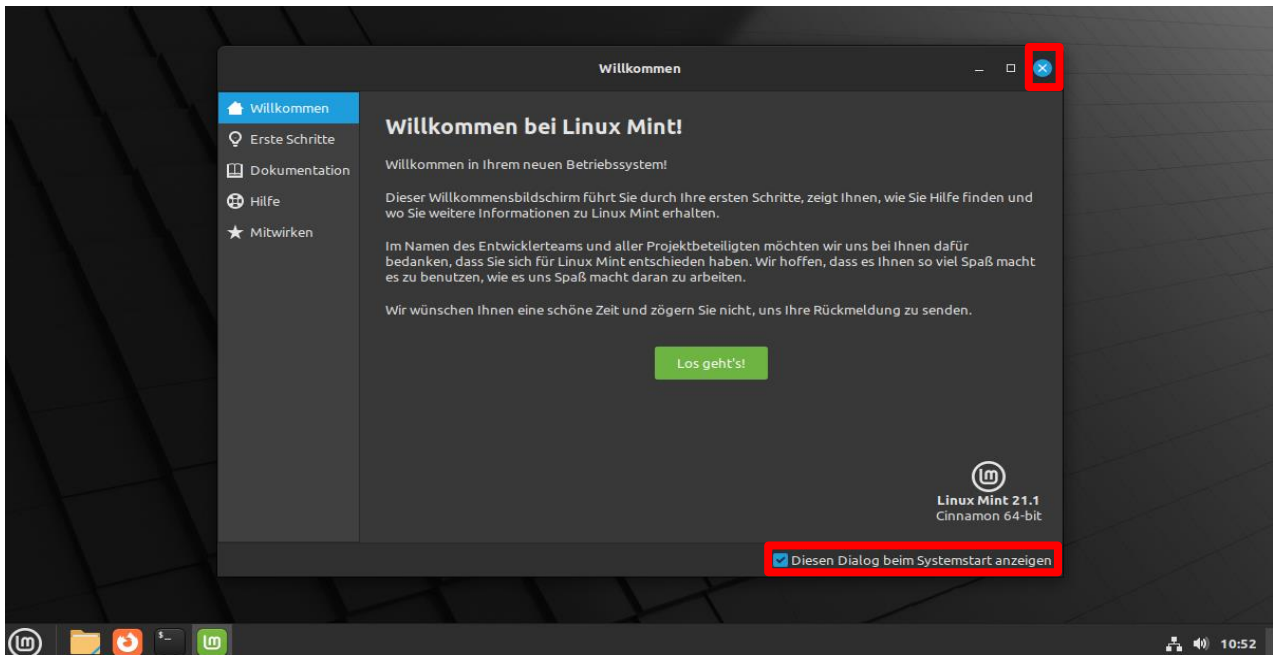 Willkommen
Willkommen
Erste Schritte
Dokumentation
Hilfe
Mitwirken
Willkommen bei Linux Mint!
Willkommen in Ihrem neuen Betriebssystem!
Dieser Willkommensbildschirm führt Sie durch Ihre ersten Schritte, zeigt Ihnen, wie Sie Hilfe finden und
wo Sie weitere Informationen zu Linux Mint erhalten.
Im Namen des Entwicklerteams und aller Projektbeteiligten möchten wir uns bei Ihnen dafür
bedanken, dass Sie sich für Linux Mint entschieden haben. Wir hoffen, dass es Ihnen so viel Spaß macht
es zu benutzen, wie es uns Spaß macht daran zu arbeiten.
Wir wünschen Ihnen eine schöne Zeit und zögern Sie nicht, uns Ihre Rückmeldung zu senden.
Los geht's!
Linux Mint 21.1
Cinnamon 64-bit
Diesen Dialog beim Systemstart anzeigen
$_
10:52